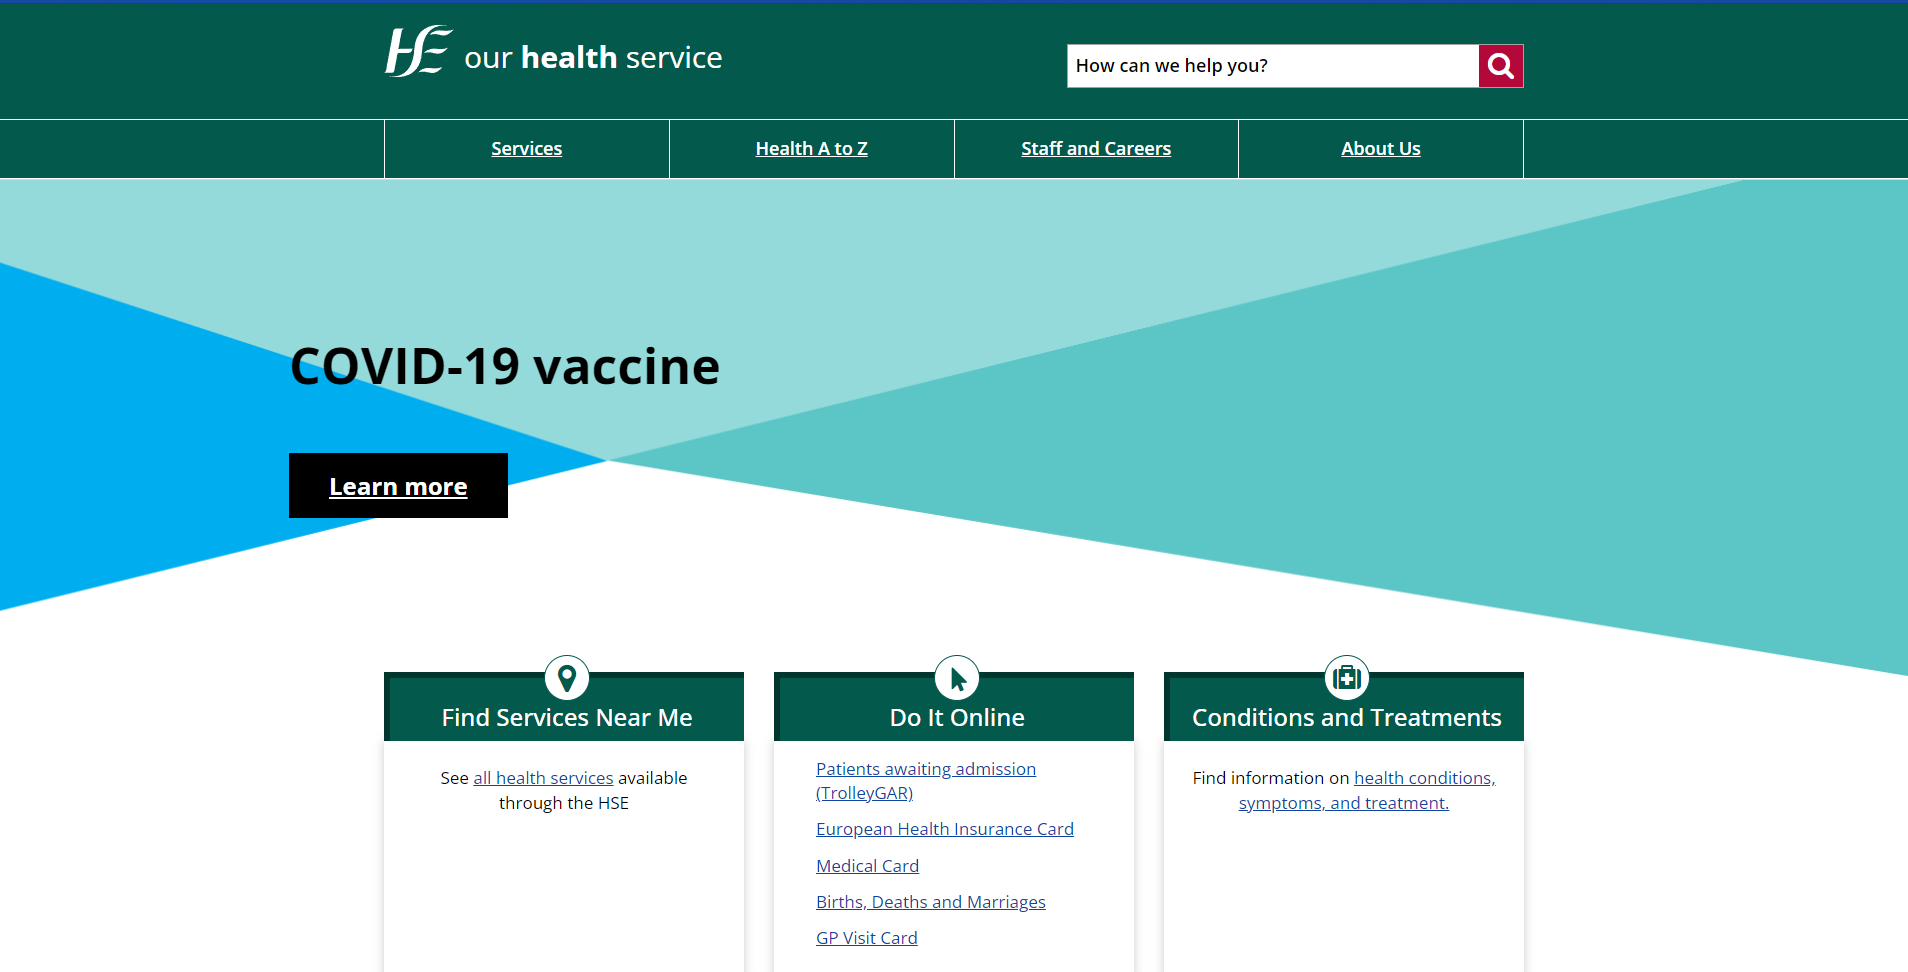 HSE our health service
How can we help you?
Services
Health A to Z
Staff and Careers
About Us
COVID-19 vaccine
Learn more
Find Services Near Me
See all health services available
through the HSE
Do It Online
Patients awaiting admission
(TrolleyGAR)
European Health Insurance Card
Medical Card
Births, Deaths and Marriages
GP Visit Card
Conditions and Treatments
Find information on health conditions,
symptoms, and treatment.